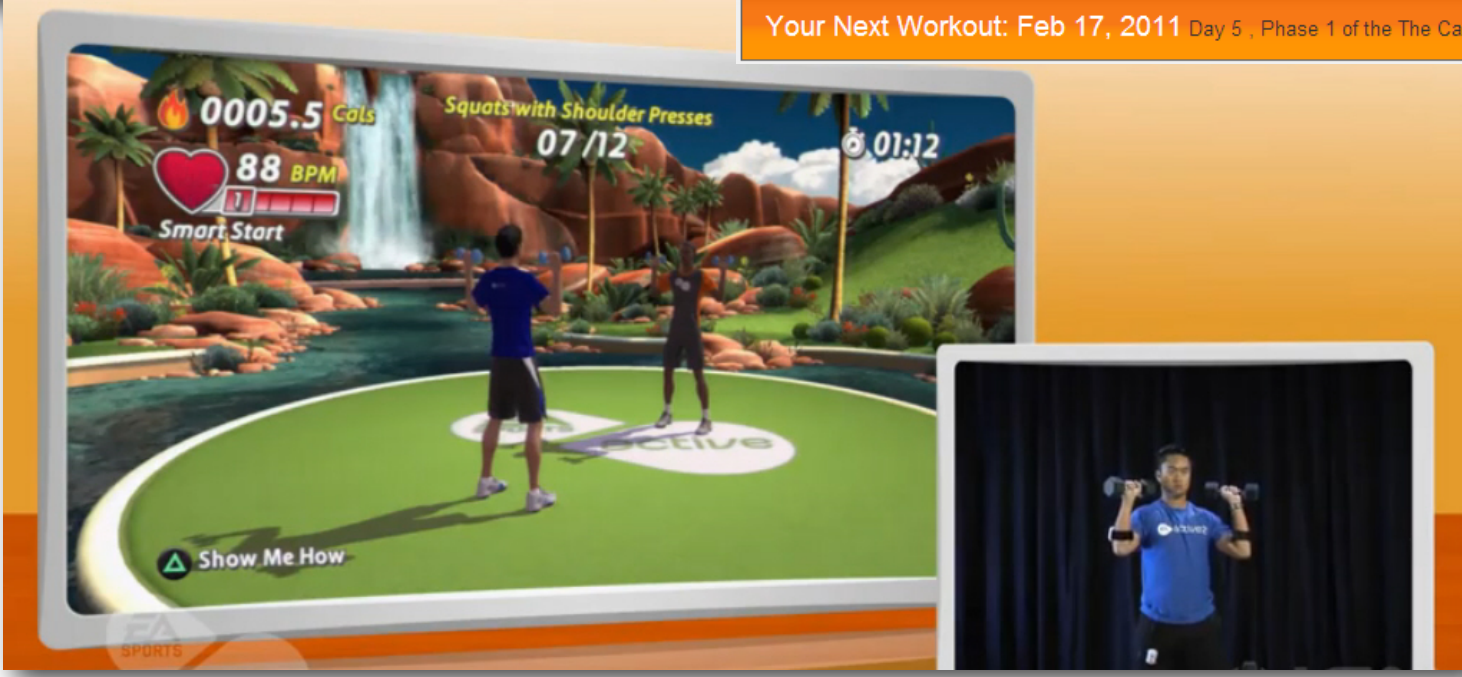 Your Next Workout: Feb 17, 2011 Day 5 , Phase 1 of the The Ca
0005.5 Cals
Squats with Shoulder Presses
07/12
01:12
88 BPM
1
Smart Start
active
Show Me How
EA
SPORTS